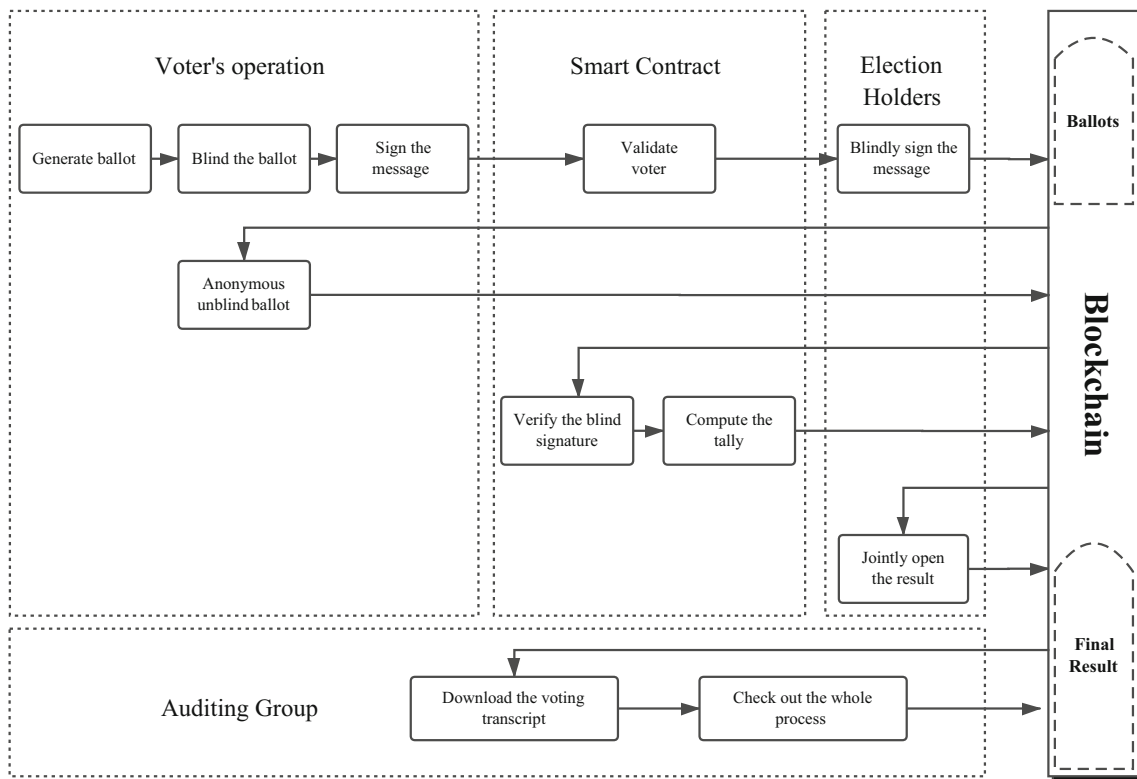 Voter's operation
Smart Contract
Election
Holders
Ballots
Generate ballot
Blind the ballot
Sign the
message
Validate
voter
Blindly sign the
message
Anonymous
unblind ballot
Blockchain
Verify the blind
signature
Compute the
tally
Jointly open
the result
Final
Result
Auditing Group
Download the voting
transcript
Check out the whole
process